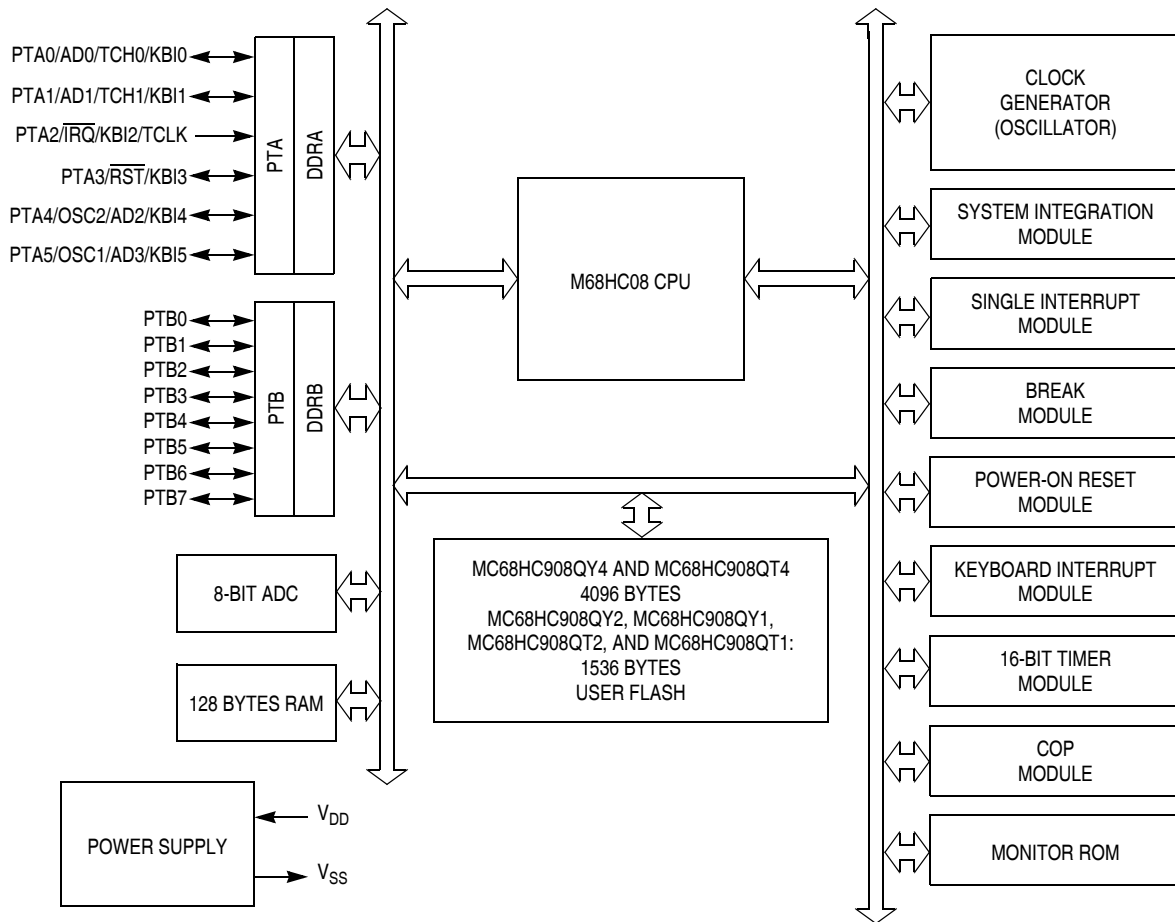 PTA0/AD0/TCH0/KBI0
PTA1/AD1/TCH1/KBI1
PTA2/IRQ/KBI2/TCLK
PTA3/RST/KBI3
PTA4/OSC2/AD2/KBI4
PTA5/OSC1/AD3/KBI5
PTA
DDRA
PTB0
PTB1
PTB2
PTB3
PTB4
PTB5
PTB6
PTB7
PTB
DDRB
8-BIT ADC
128 BYTES RAM
POWER SUPPLY
VDD
VSS
M68HC08 CPU
MC68HC908QY4 AND MC68HC908QT4
4096 BYTES
MC68HC908QY2, MC68HC908QY1,
MC68HC908QT2, AND MC68HC908QT1:
1536 BYTES
USER FLASH
CLOCK
GENERATOR
(OSCILLATOR)
SYSTEM INTEGRATION
MODULE
SINGLE INTERRUPT
MODULE
BREAK
MODULE
POWER-ON RESET
MODULE
KEYBOARD INTERRUPT
MODULE
16-BIT TIMER
MODULE
COP
MODULE
MONITOR ROM